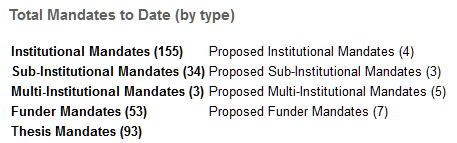 Total Mandates to Date (by type)
Institutional Mandates (155) Proposed Institutional Mandates (4)
Sub-Institutional Mandates (34) Proposed Sub-Institutional Mandates (3)
Multi-Institutional Mandates (3) Proposed Multi-Institutional Mandates (5)
Funder Mandates (53) Proposed Funder Mandates (7)
Thesis Mandates (93)